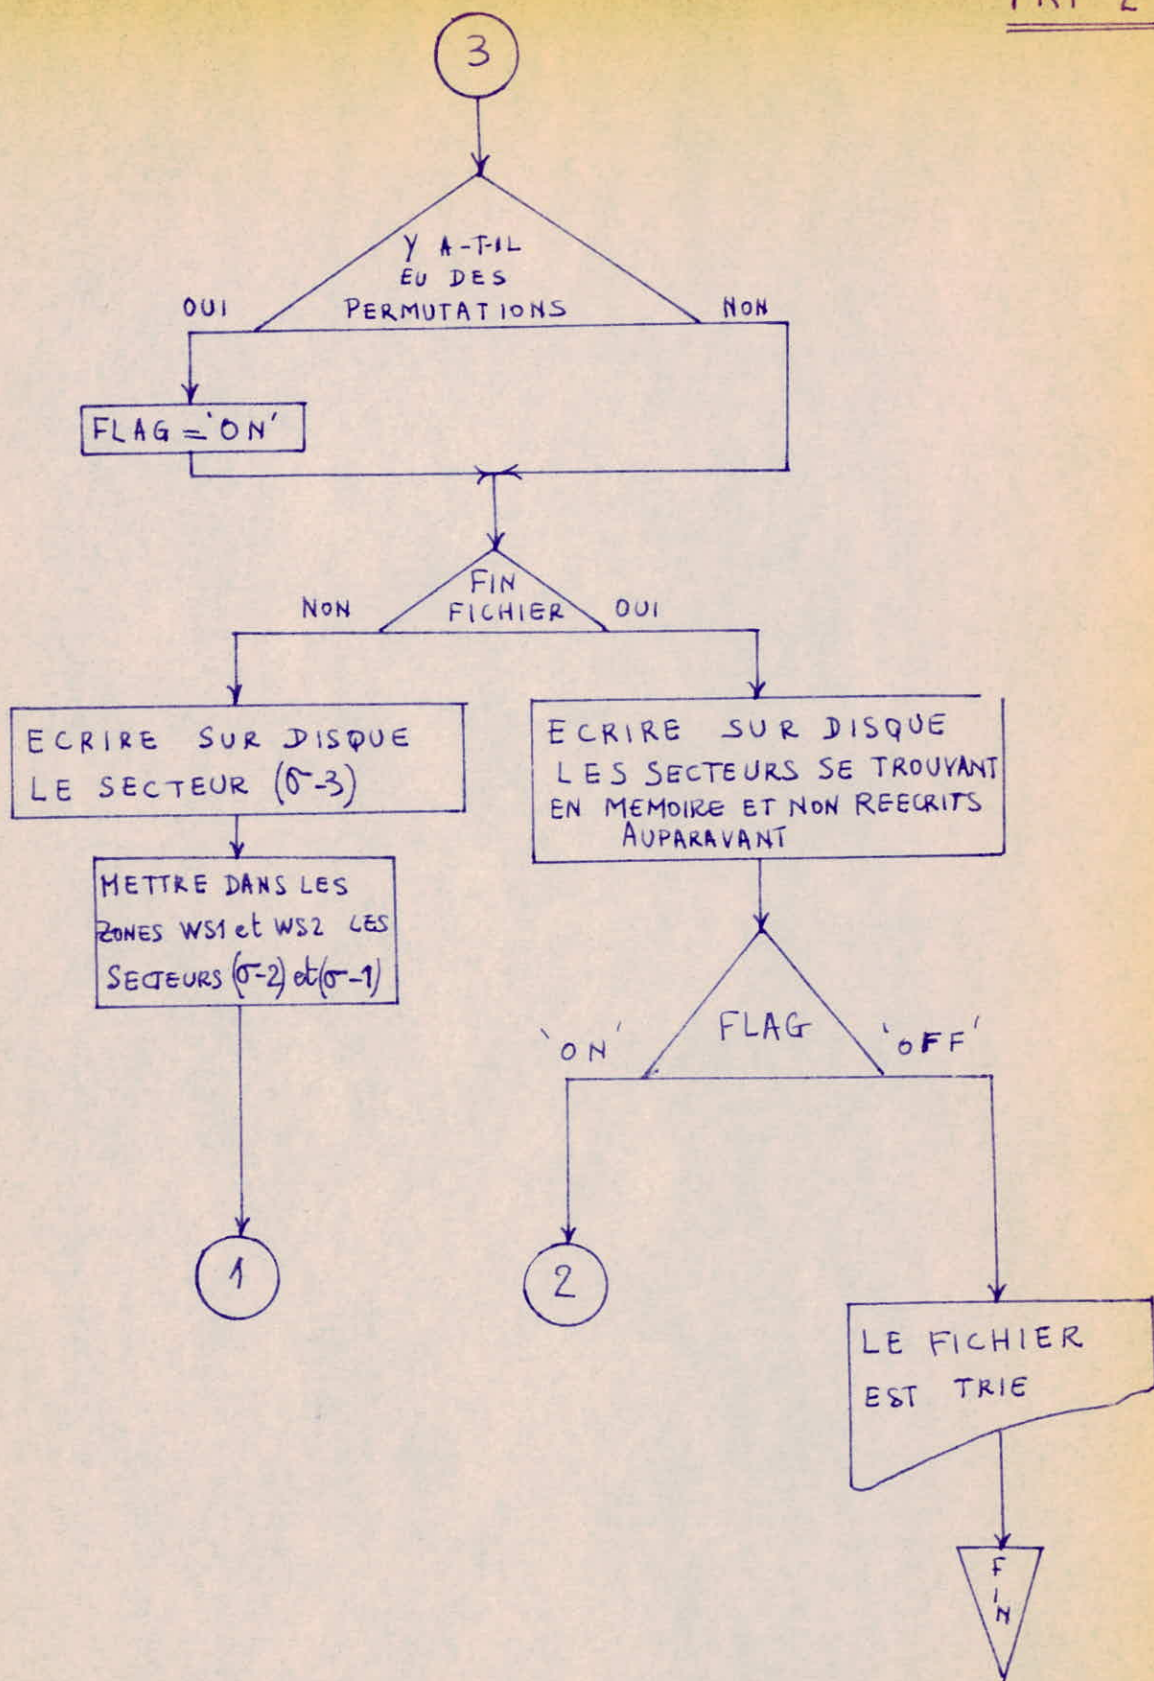 3
Y A-T-IL
EU DES
PERMUTATIONS
OUI
NON
FLAG = 'ON'
FIN
FICHIER
NON
OUI
ECRIRE SUR DISQUE
LE SECTEUR (σ-3)
METTRE DANS LES
ZONES WS1 et WS2 LES
SECTEURS (σ-2) et (σ-1)
1
ECRIRE SUR DISQUE
LES SECTEURS SE TROUVANT
EN MEMOIRE ET NON REECRITS
AUPARAVANT
FLAG
'ON'
'OFF'
2
LE FICHIER
EST TRIE
FIN